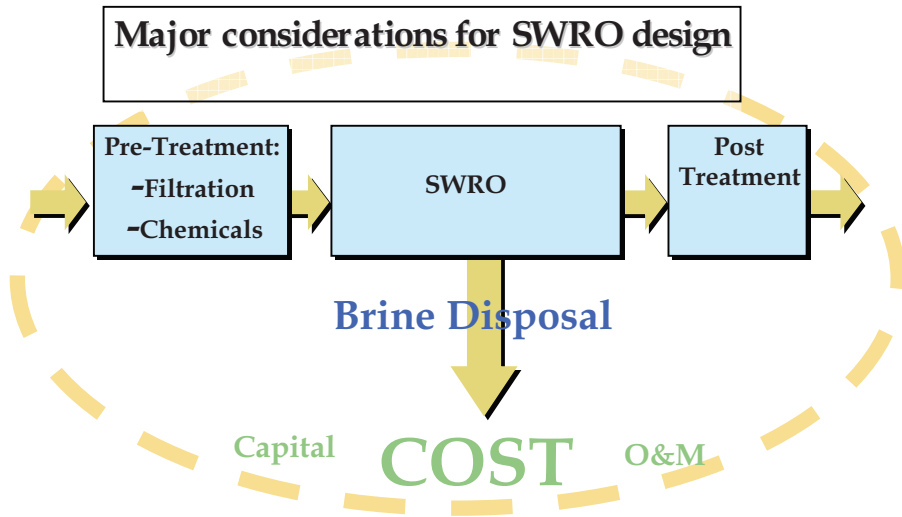 Major considerations for SWRO design
Pre-Treatment:
-Filtration
-Chemicals
SWRO
Post
Treatment
Brine Disposal
Capital
COST
O&M